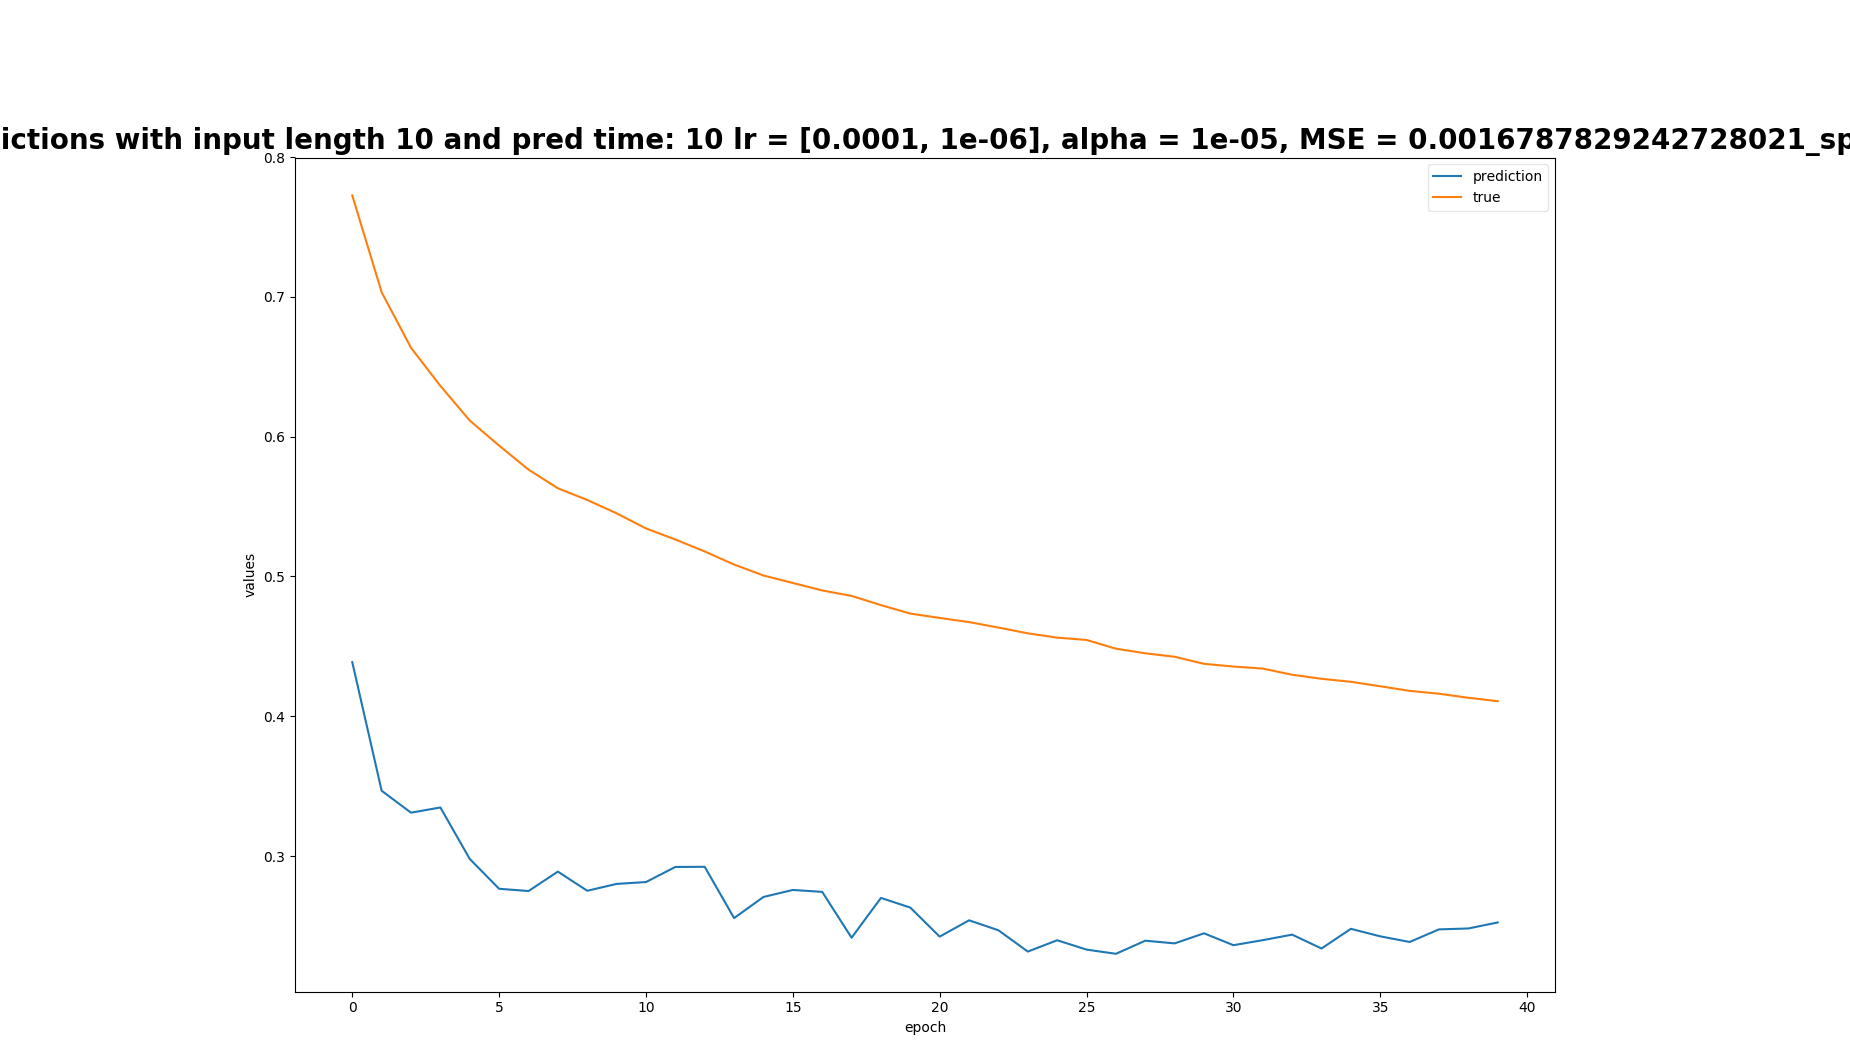 ictions with input length 10 and pred time: 10 lr = [0.0001, 1e-06], alpha = 1e-05, MSE = 0.0016787829242728021_sp
prediction
true
0.8
0.7
0.6
0.5
0.4
0.3
values
0 5 10 15 20 25 30 35 40
epoch